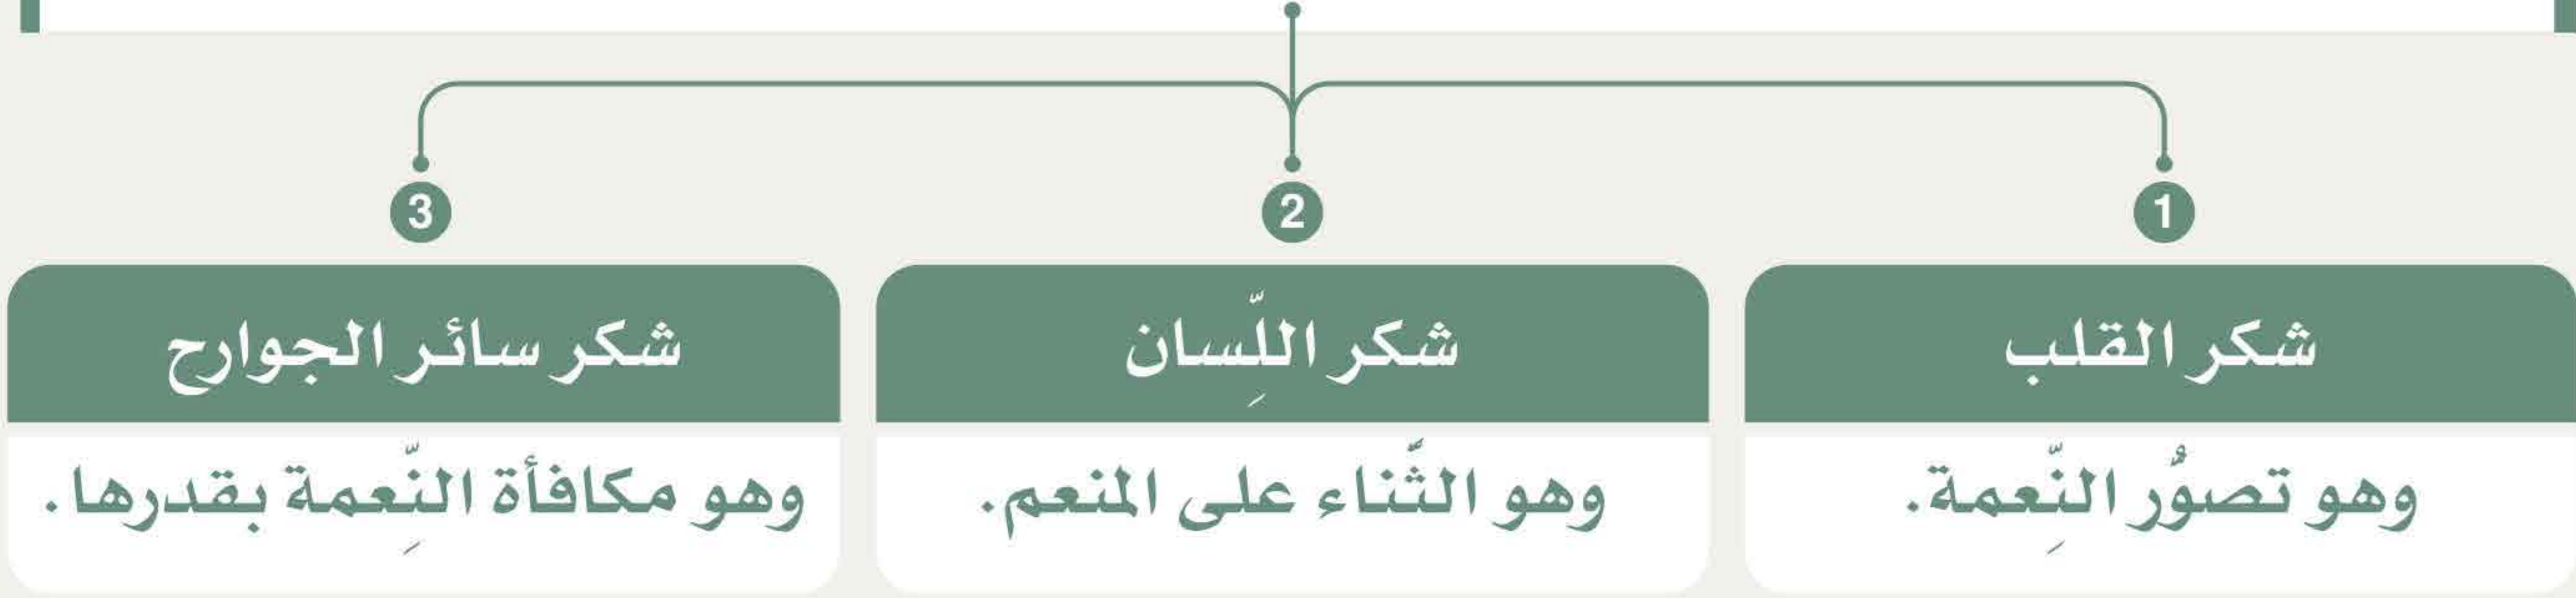 1
شكر القلب
وهو تصوُّر النِّعمة.
2
شكر اللِّسان
وهو الثَّناء على المنعم.
3
شكر سائر الجوارح
وهو مكافأة النِّعمة بقدرها.